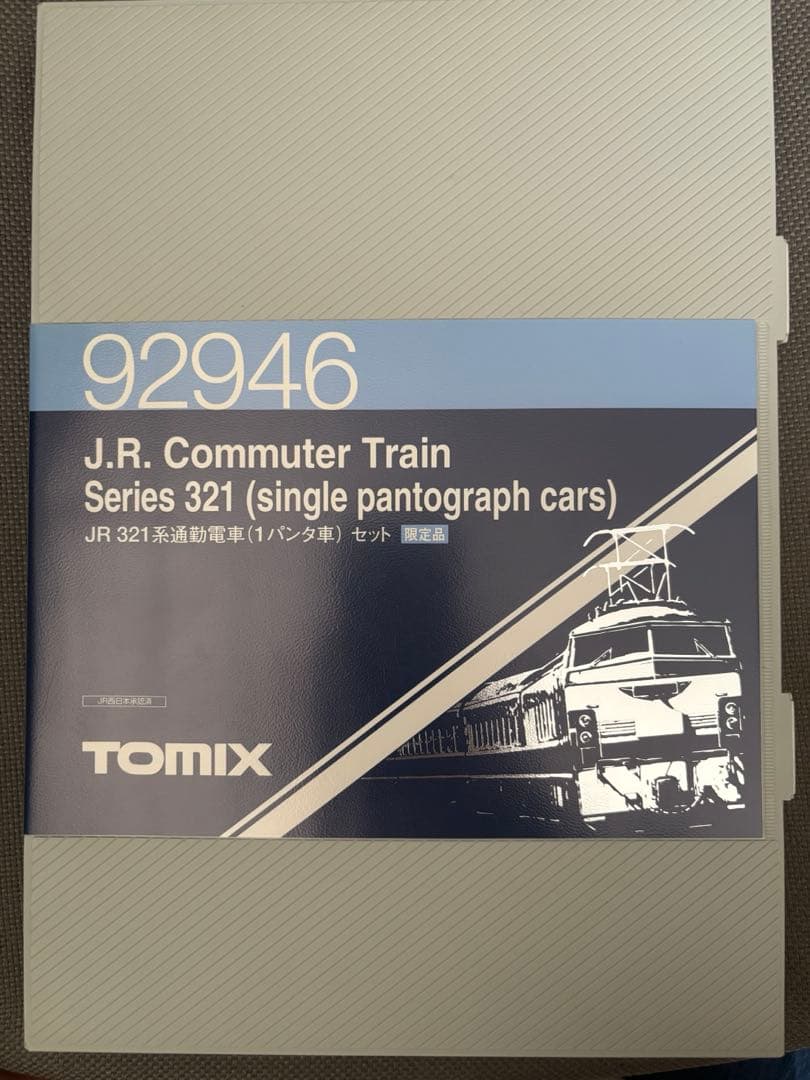 92946
J.R. Commuter Train
Series 321 (single pantograph cars)
JR 321系通勤電車(1パンタ車) セット 限定品
JR西日本承認済
TOMIX